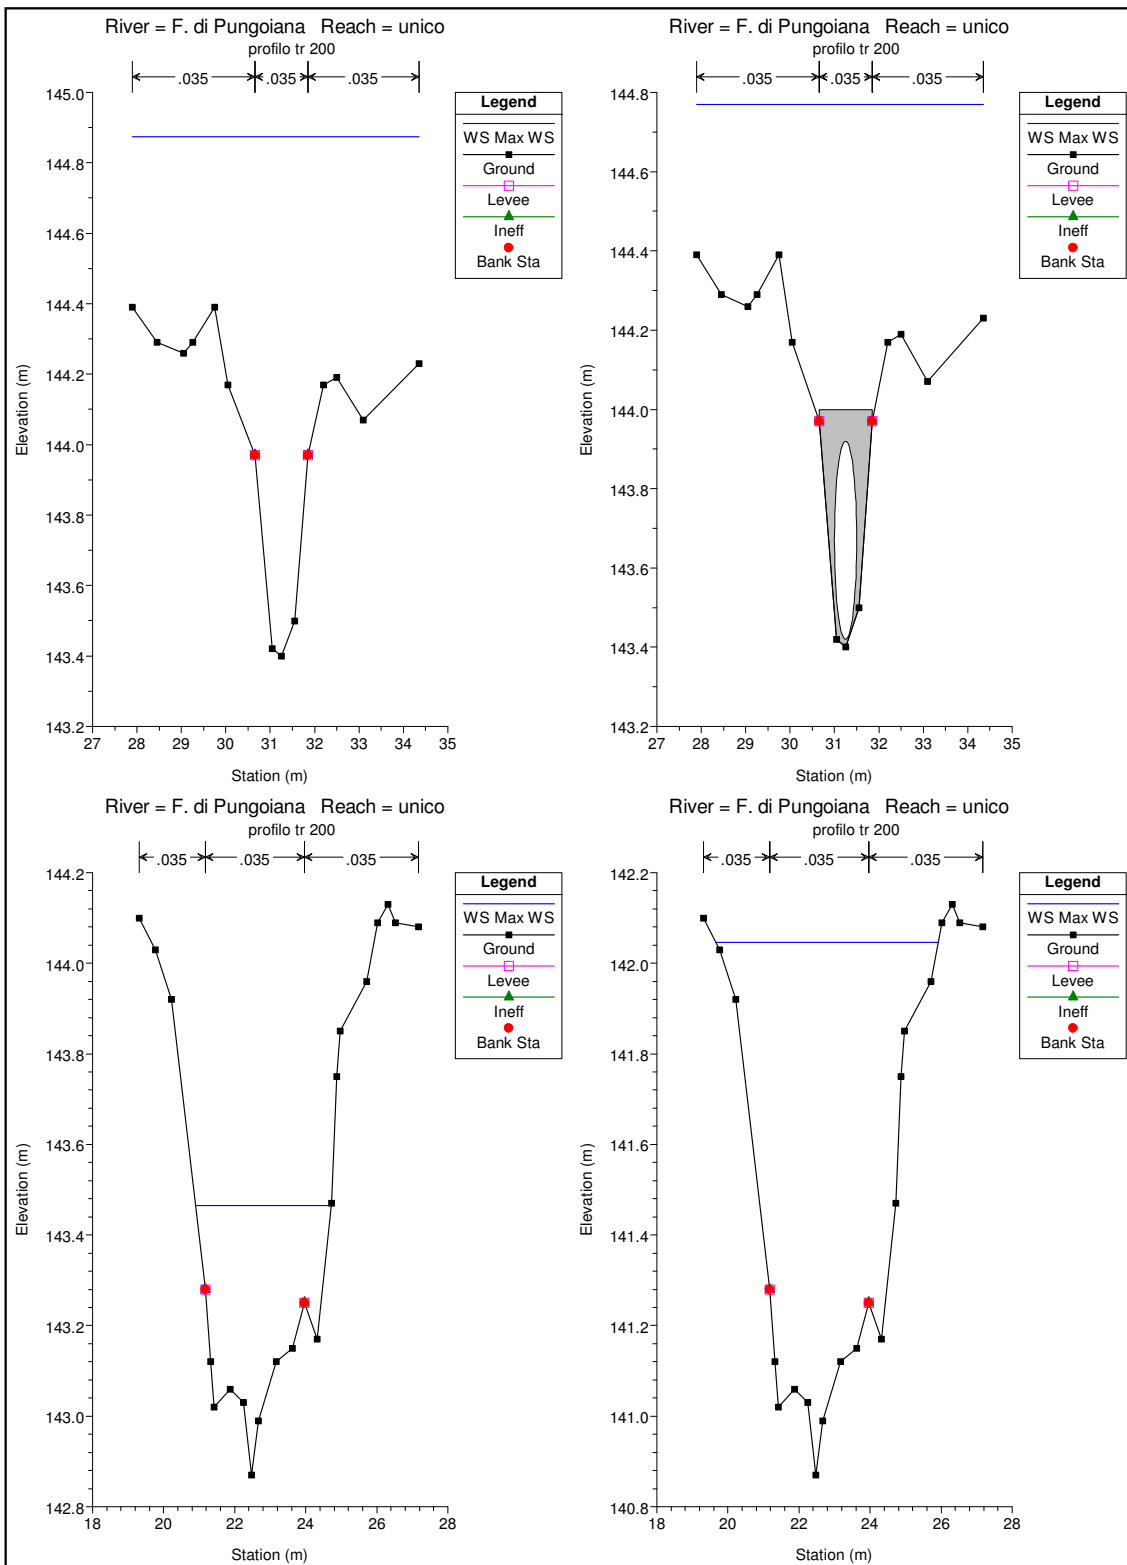 River = F. di Pungoiana   Reach = unico
profilo tr 200
.035 .035 .035
145.0
144.8
144.6
144.4
144.2
144.0
143.8
143.6
143.4
143.2
27 28 29 30 31 32 33 34 35
Elevation (m)
Station (m)
Legend
WS Max WS
Ground
Levee
Ineff
Bank Sta
River = F. di Pungoiana   Reach = unico
profilo tr 200
.035 .035 .035
144.8
144.6
144.4
144.2
144.0
143.8
143.6
143.4
143.2
27 28 29 30 31 32 33 34 35
Elevation (m)
Station (m)
Legend
WS Max WS
Ground
Levee
Ineff
Bank Sta
River = F. di Pungoiana   Reach = unico
profilo tr 200
.035 .035 .035
144.2
144.0
143.8
143.6
143.4
143.2
143.0
142.8
18 20 22 24 26 28
Elevation (m)
Station (m)
Legend
WS Max WS
Ground
Levee
Ineff
Bank Sta
River = F. di Pungoiana   Reach = unico
profilo tr 200
.035 .035 .035
142.2
142.0
141.8
141.6
141.4
141.2
141.0
140.8
18 20 22 24 26 28
Elevation (m)
Station (m)
Legend
WS Max WS
Ground
Levee
Ineff
Bank Sta